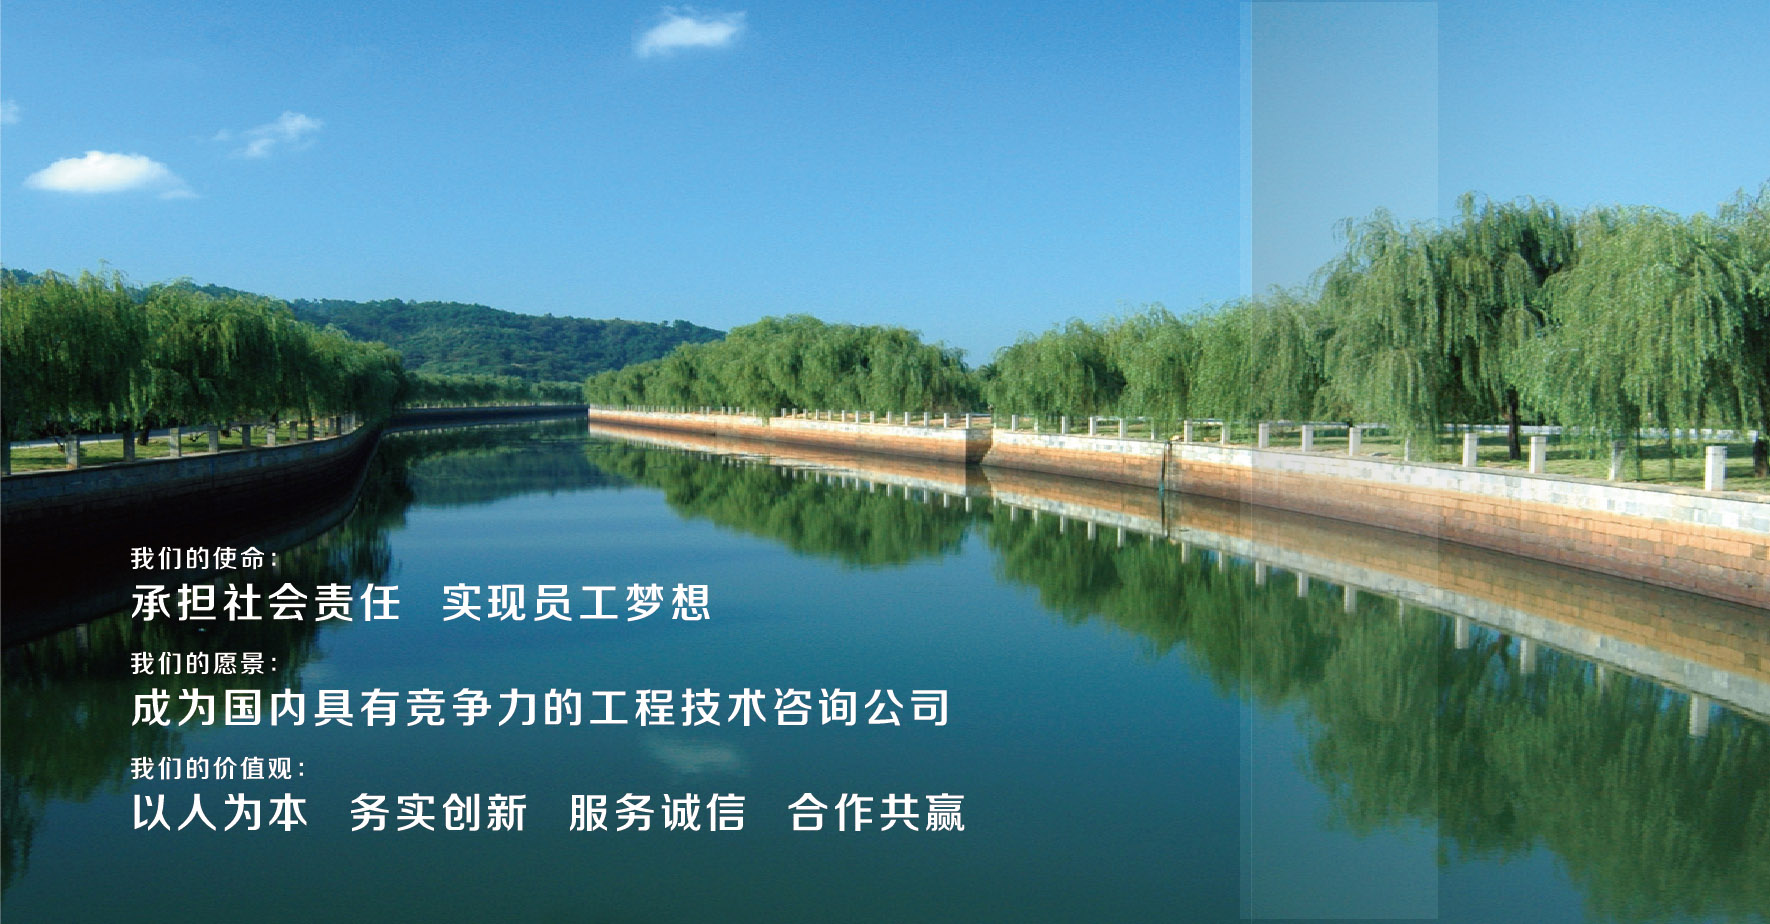 我们的使命：
承担社会责任 实现员工梦想
我们的愿景：
成为国内具有竞争力的工程技术咨询公司
我们的价值观：
以人为本 务实创新 服务诚信 合作共赢